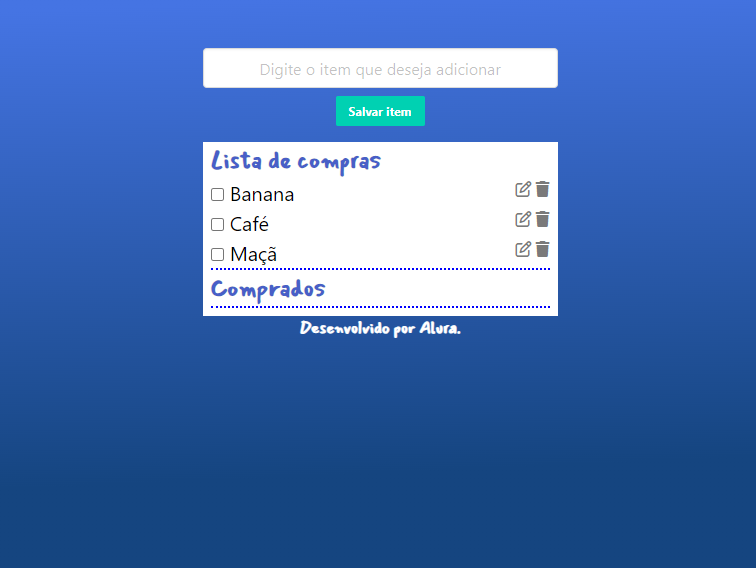 Digite o item que deseja adicionar
Salvar item
Lista de compras
Banana
Café
Maçã
Comprados
Desenvolvido por Alura.